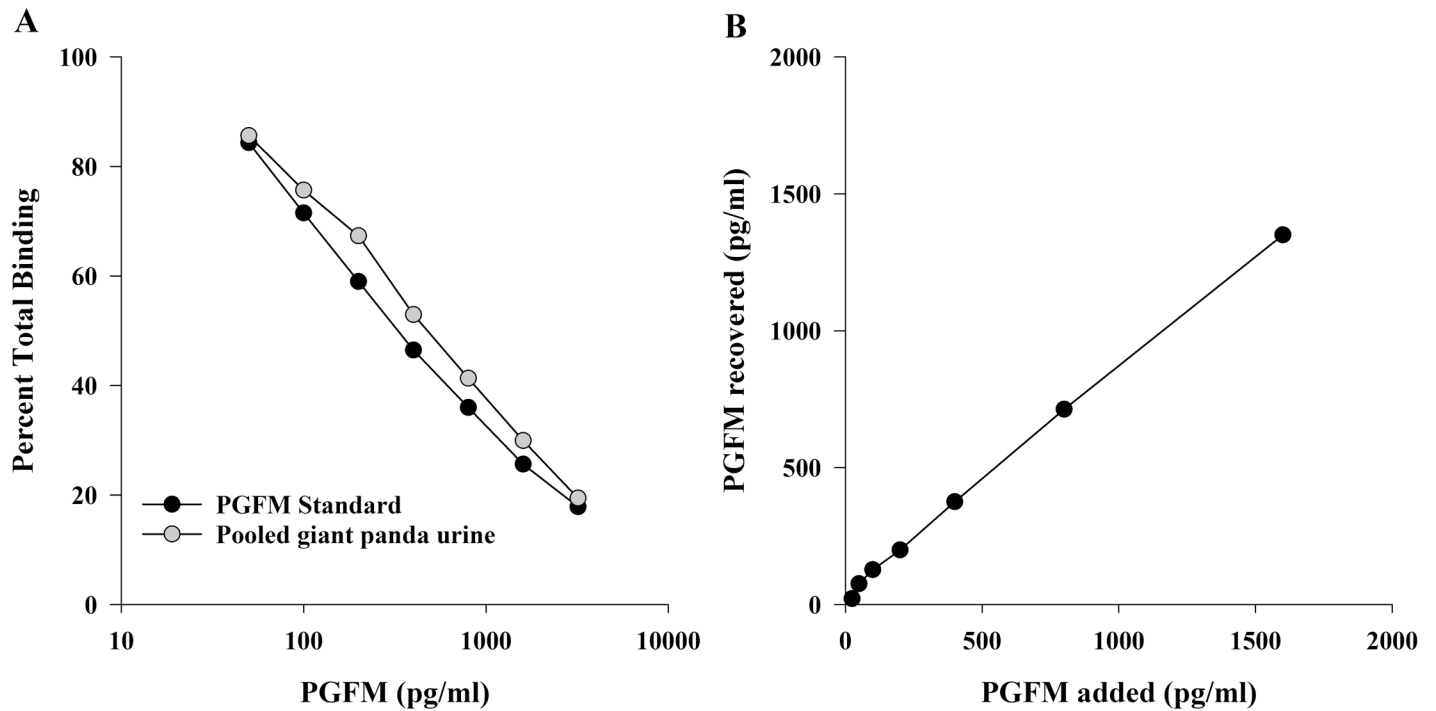 A
100
80
60
40
20
0
Percent Total Binding
PGFM Standard
Pooled giant panda urine
10
100
1000
10000
PGFM (pg/ml)
B
2000
1500
1000
500
0
PGFM recovered (pg/ml)
0
500
1000
1500
2000
PGFM added (pg/ml)